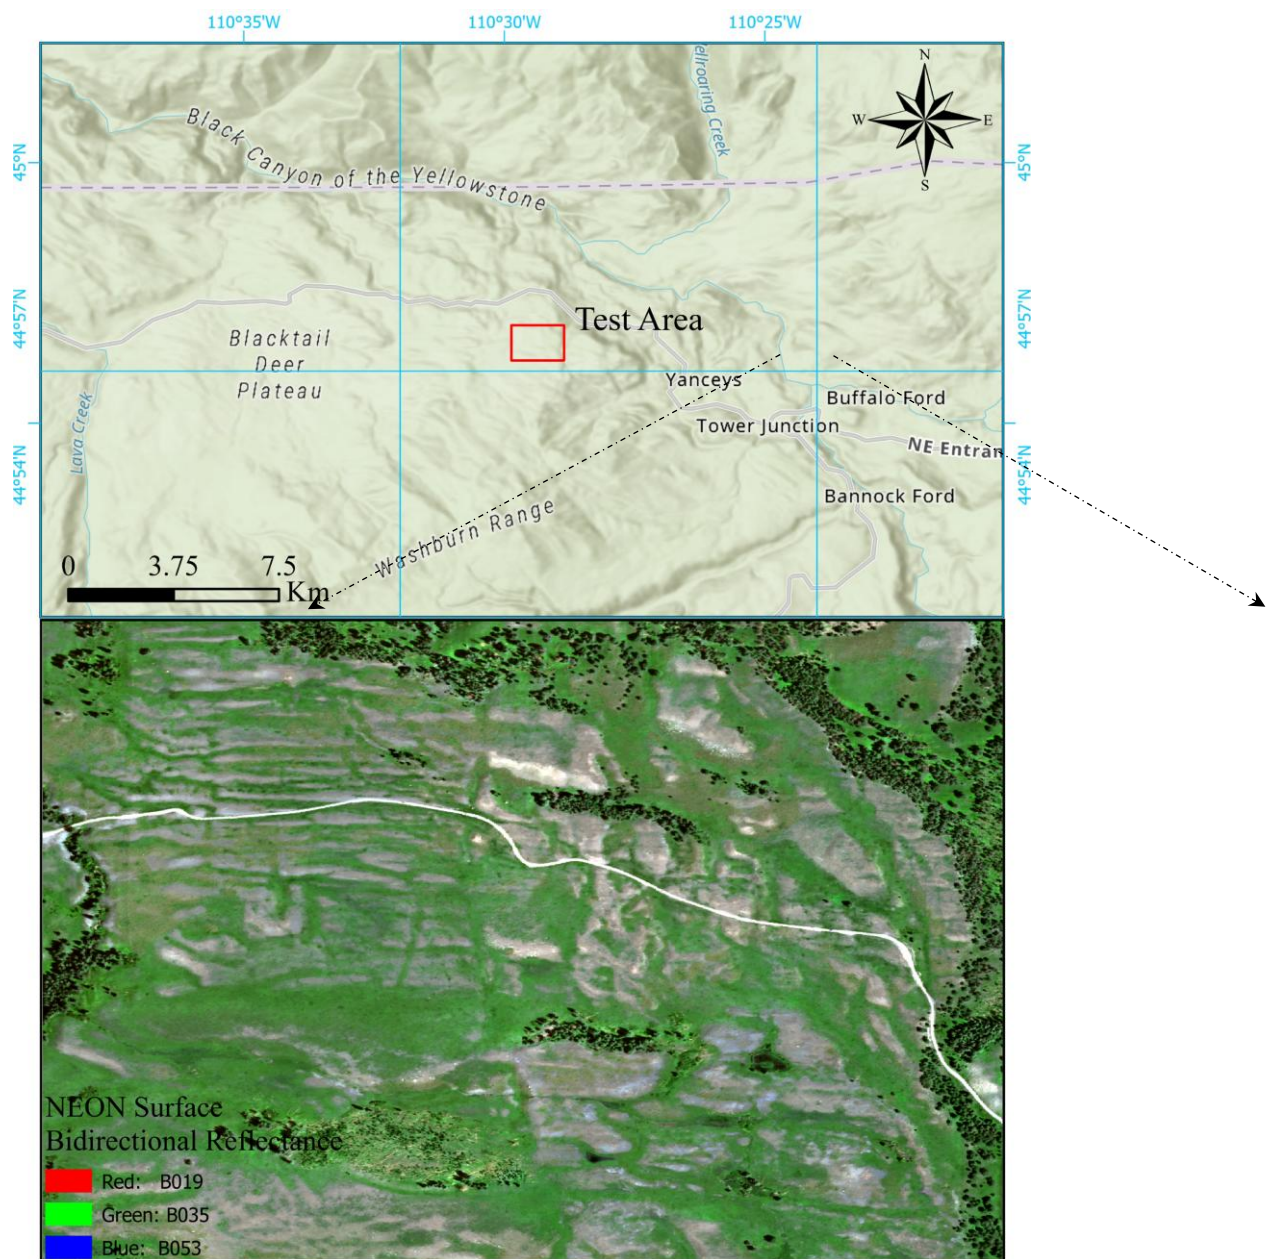 110°35'W 110°30'W 110°25'W
N
W E
S
ellroaring Creek
Black Canyon of the Yellowstone
45°N 45°N
44°57'N 44°57'N
Test Area
Blacktail
Deer
Plateau
Yanceys
Buffalo Ford
Tower Junction
NE Entran
Lava Creek
44°54'N 44°54'N
Bannock Ford
Washburn Range
0 3.75 7.5
Km
NEON Surface
Bidirectional Reflectance
Red: B019
Green: B035
Blue: B053